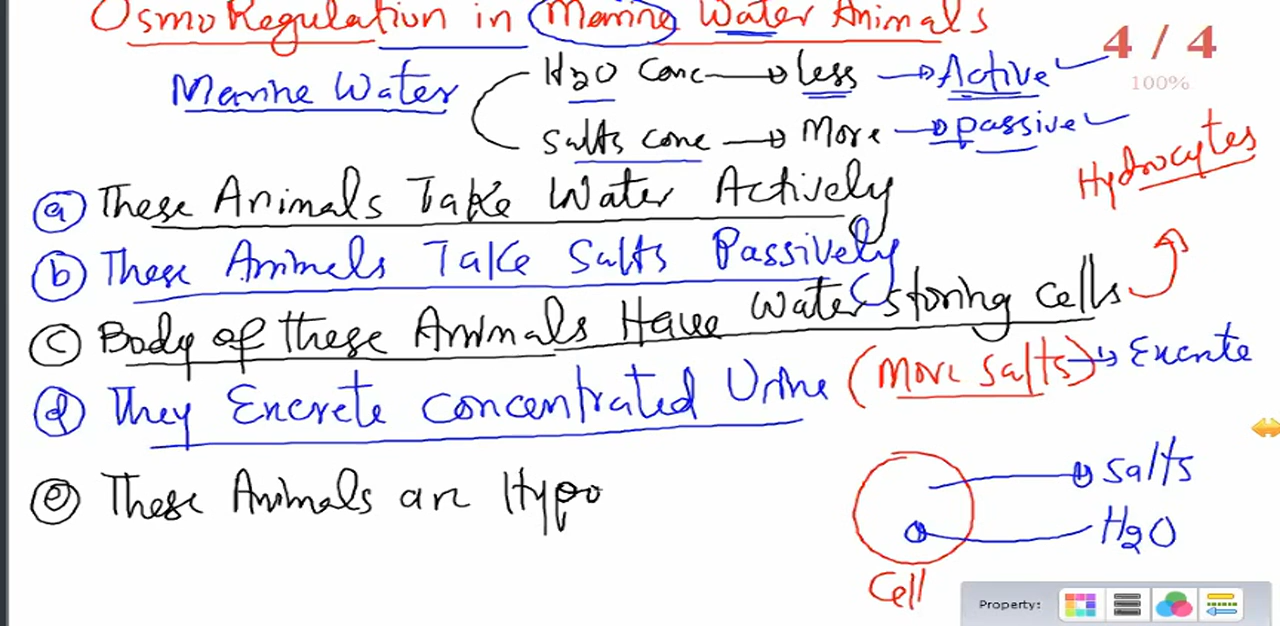 OsmoRegulation in Marine Water Animals
4 / 4
100%
Marine Water
H2O Conc → less → Active
Salts conc → More → passive
Hydrocytes
(a) These Animals Take Water Actively
(b) These Animals Take Salts Passively
(c) Body of these Animals Have Water storing cells
(d) They Excrete concentrated Urine (More salts) → Excrete
(e) These Animals are Hypo
Salts
H2O
Cell
Property: